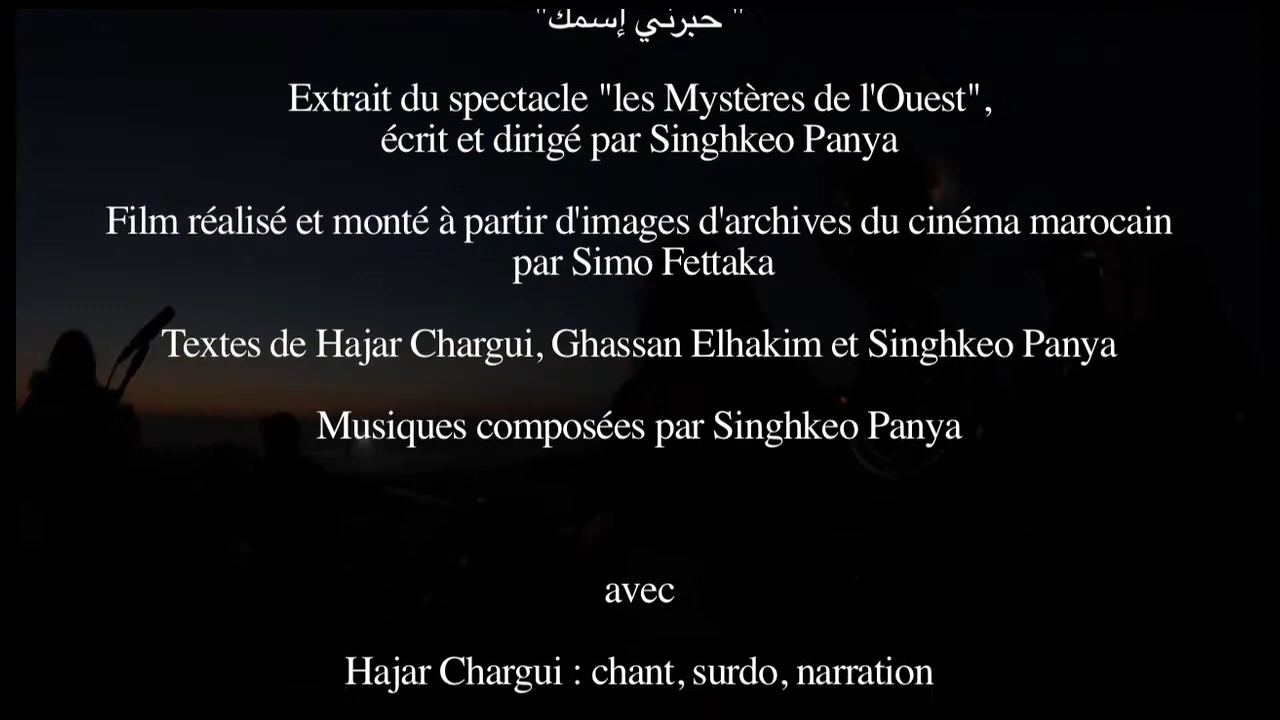 "حبرني إسمك "
Extrait du spectacle "les Mystères de l'Ouest",
écrit et dirigé par Singhkeo Panya
Film réalisé et monté à partir d'images d'archives du cinéma marocain
par Simo Fettaka
Textes de Hajar Chargui, Ghassan Elhakim et Singhkeo Panya
Musiques composées par Singhkeo Panya
avec
Hajar Chargui : chant, surdo, narration